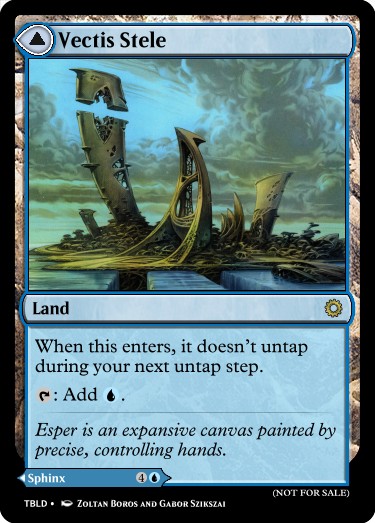 Vectis Stele
Land
When this enters, it doesn't untap
during your next untap step.
: Add .
Esper is an expansive canvas painted by
precise, controlling hands.
Sphinx 4
(NOT FOR SALE)
TBLD • Zoltan Boros and Gabor Szikszai